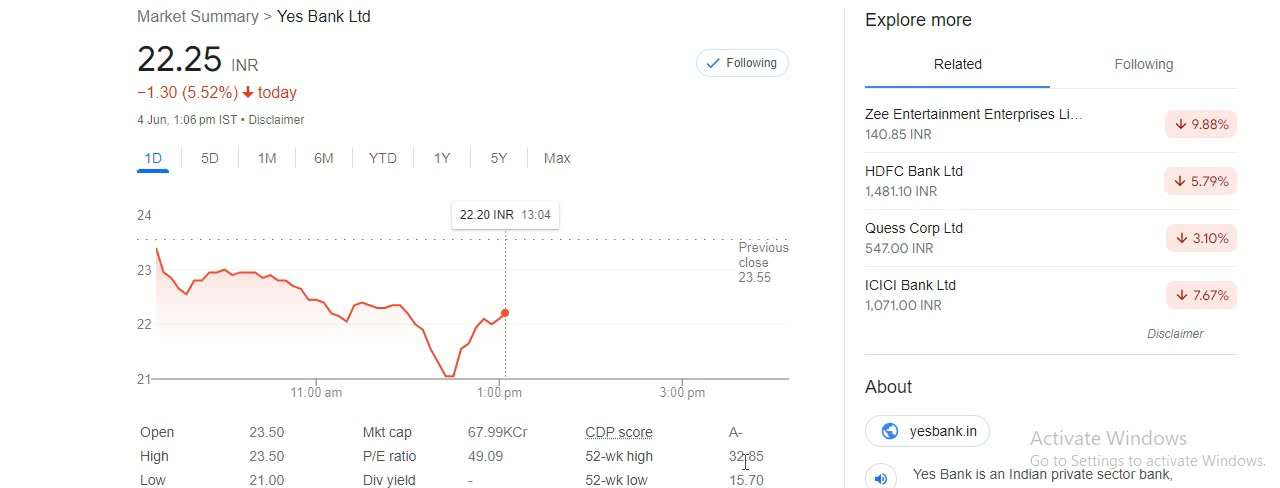 Market Summary > Yes Bank Ltd
22.25 INR
−1.30 (5.52%) today
4 Jun, 1:06 pm IST • Disclaimer
Following
1D 5D 1M 6M YTD 1Y 5Y Max
24
23
22
21
22.20 INR 13:04
Previous
close
23.55
11:00 am 1:00 pm 3:00 pm
Open 23.50 Mkt cap 67.99KCr CDP score A-
High 23.50 P/E ratio 49.09 52-wk high 32.85
Low 21.00 Div yield - 52-wk low 15.70
Explore more
Related Following
Zee Entertainment Enterprises Li...
140.85 INR
9.88%
HDFC Bank Ltd
1,481.10 INR
5.79%
Quess Corp Ltd
547.00 INR
3.10%
ICICI Bank Ltd
1,071.00 INR
7.67%
Disclaimer
About
yesbank.in
Yes Bank is an Indian private sector bank,
Activate Windows
Go to Settings to activate Windows.